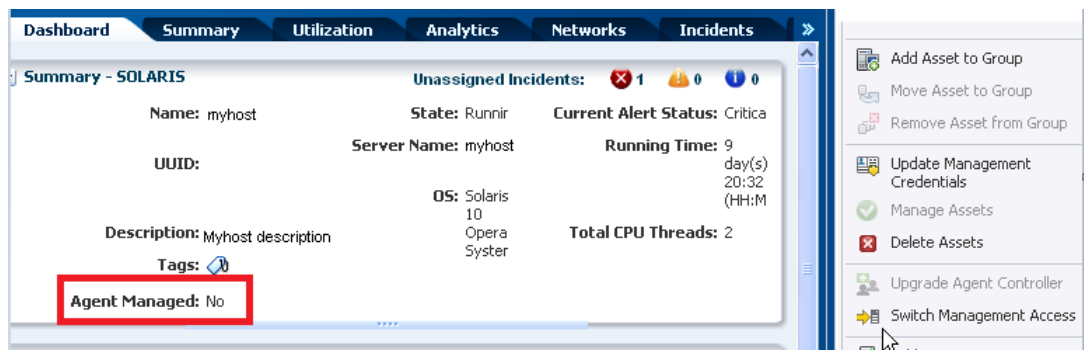 Dashboard Summary Utilization Analytics Networks Incidents »
Summary - SOLARIS Unassigned Incidents: 1 0 0
Name: myhost State: Runnir Current Alert Status: Critica
UUID: Server Name: myhost Running Time: 9
day(s)
20:32
(HH:M
OS: Solaris
10
Opera
Syster
Description: Myhost description Total CPU Threads: 2
Tags:
Agent Managed: No
Add Asset to Group
Move Asset to Group
Remove Asset from Group
Update Management
Credentials
Manage Assets
Delete Assets
Upgrade Agent Controller
Switch Management Access